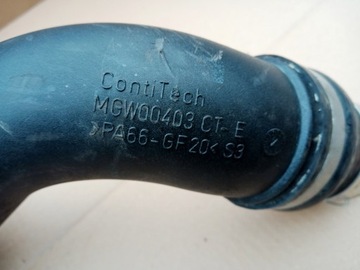 ContiTech
MGW00403 CT- E
>PA66-GF20< S3